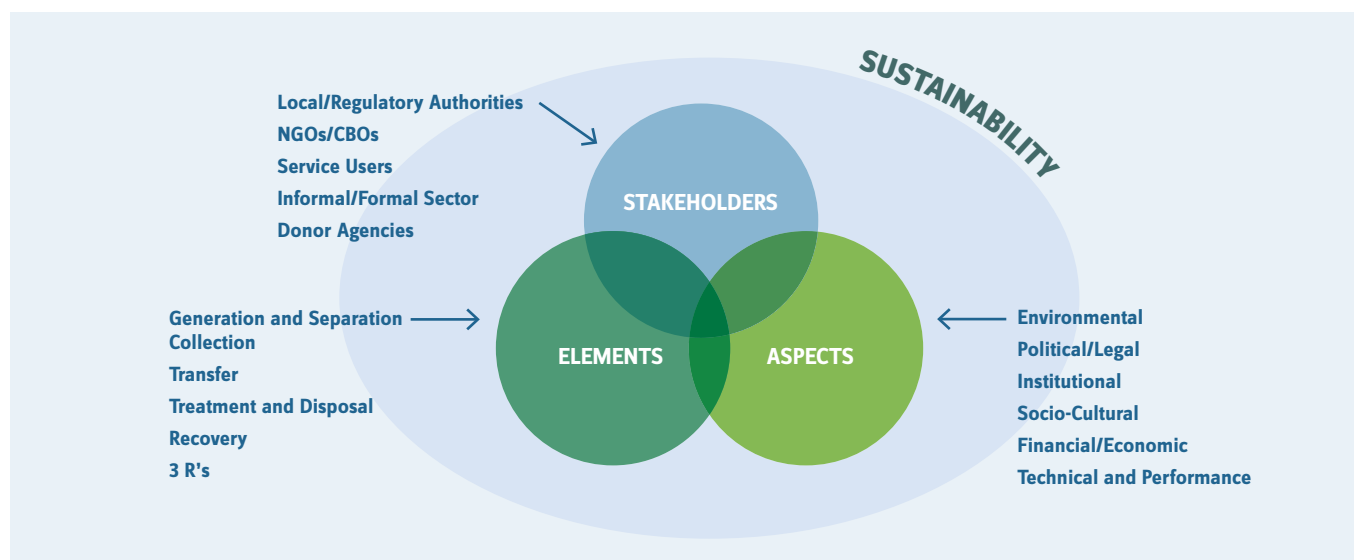 SUSTAINABILITY
Local/Regulatory Authorities
NGOs/CBOs
Service Users
Informal/Formal Sector
Donor Agencies
STAKEHOLDERS
Generation and Separation
Collection
Transfer
Treatment and Disposal
Recovery
3 R's
ELEMENTS
ASPECTS
Environmental
Political/Legal
Institutional
Socio-Cultural
Financial/Economic
Technical and Performance